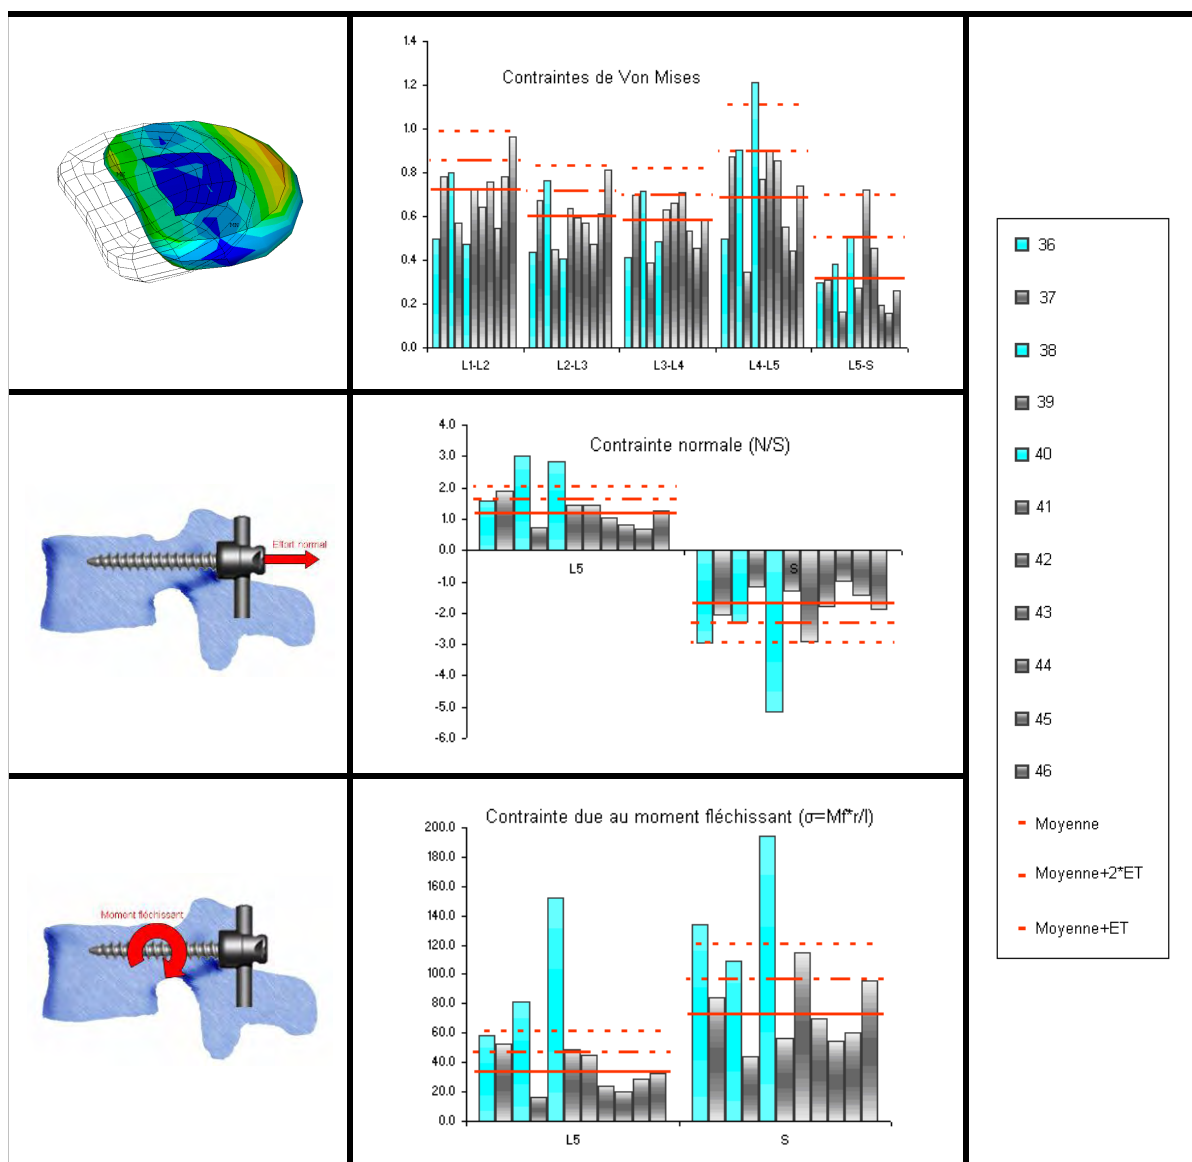 Contraintes de Von Mises
1.4
1.2
1.0
0.8
0.6
0.4
0.2
0.0
L1-L2
L2-L3
L3-L4
L4-L5
L5-S
Effort normal
Contrainte normale (N/S)
4.0
3.0
2.0
1.0
0.0
-1.0
-2.0
-3.0
-4.0
-5.0
-6.0
L5
S
Moment fléchissant
Contrainte due au moment fléchissant (σ=Mf*r/I)
200.0
180.0
160.0
140.0
120.0
100.0
80.0
60.0
40.0
20.0
0.0
L5
S
36
37
38
39
40
41
42
43
44
45
46
Moyenne
Moyenne+2*ET
Moyenne+ET